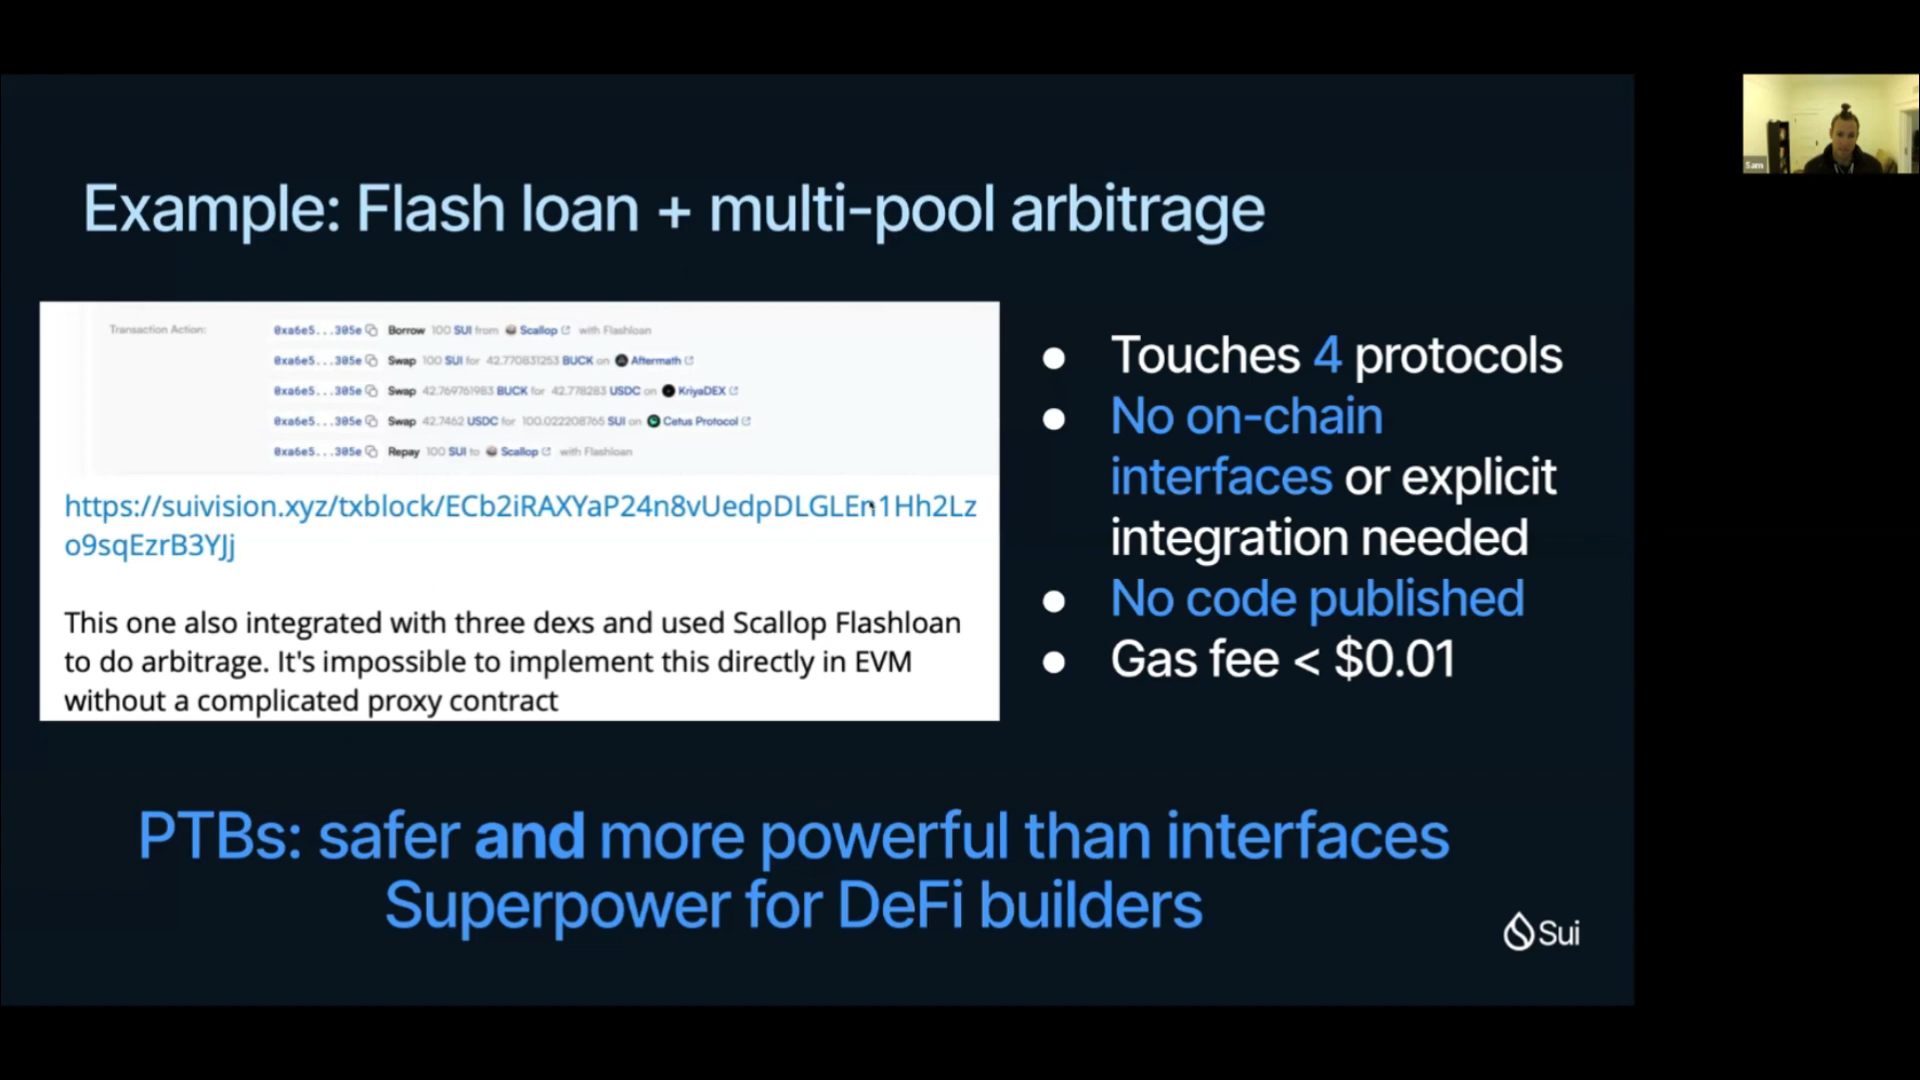 Example: Flash loan + multi-pool arbitrage
Transaction Action:
0xa6e5...305e Borrow 100 SUI from Scallop with Flashloan
0xa6e5...305e Swap 100 SUI for 42.770831253 BUCK on Aftermath
0xa6e5...305e Swap 42.769761983 BUCK for 42.778283 USDC on KriyaDEX
0xa6e5...305e Swap 42.7462 USDC for 100.022208765 SUI on Cetus Protocol
0xa6e5...305e Repay 100 SUI to Scallop with Flashloan
https://suivision.xyz/txblock/ECb2iRAXYaP24n8vUedpDLGLEn1Hh2Lz
o9sqEzrB3YJj
This one also integrated with three dexs and used Scallop Flashloan
to do arbitrage. It's impossible to implement this directly in EVM
without a complicated proxy contract
● Touches 4 protocols
● No on-chain
interfaces or explicit
integration needed
● No code published
● Gas fee < $0.01
PTBs: safer and more powerful than interfaces
Superpower for DeFi builders
Sui
Sam